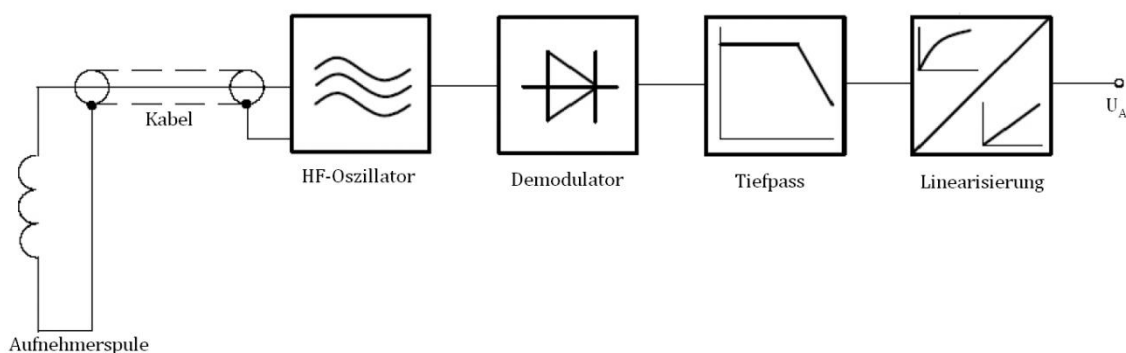 Kabel
HF-Oszillator
Demodulator
Tiefpass
Linearisierung
U_A
Aufnehmerspule